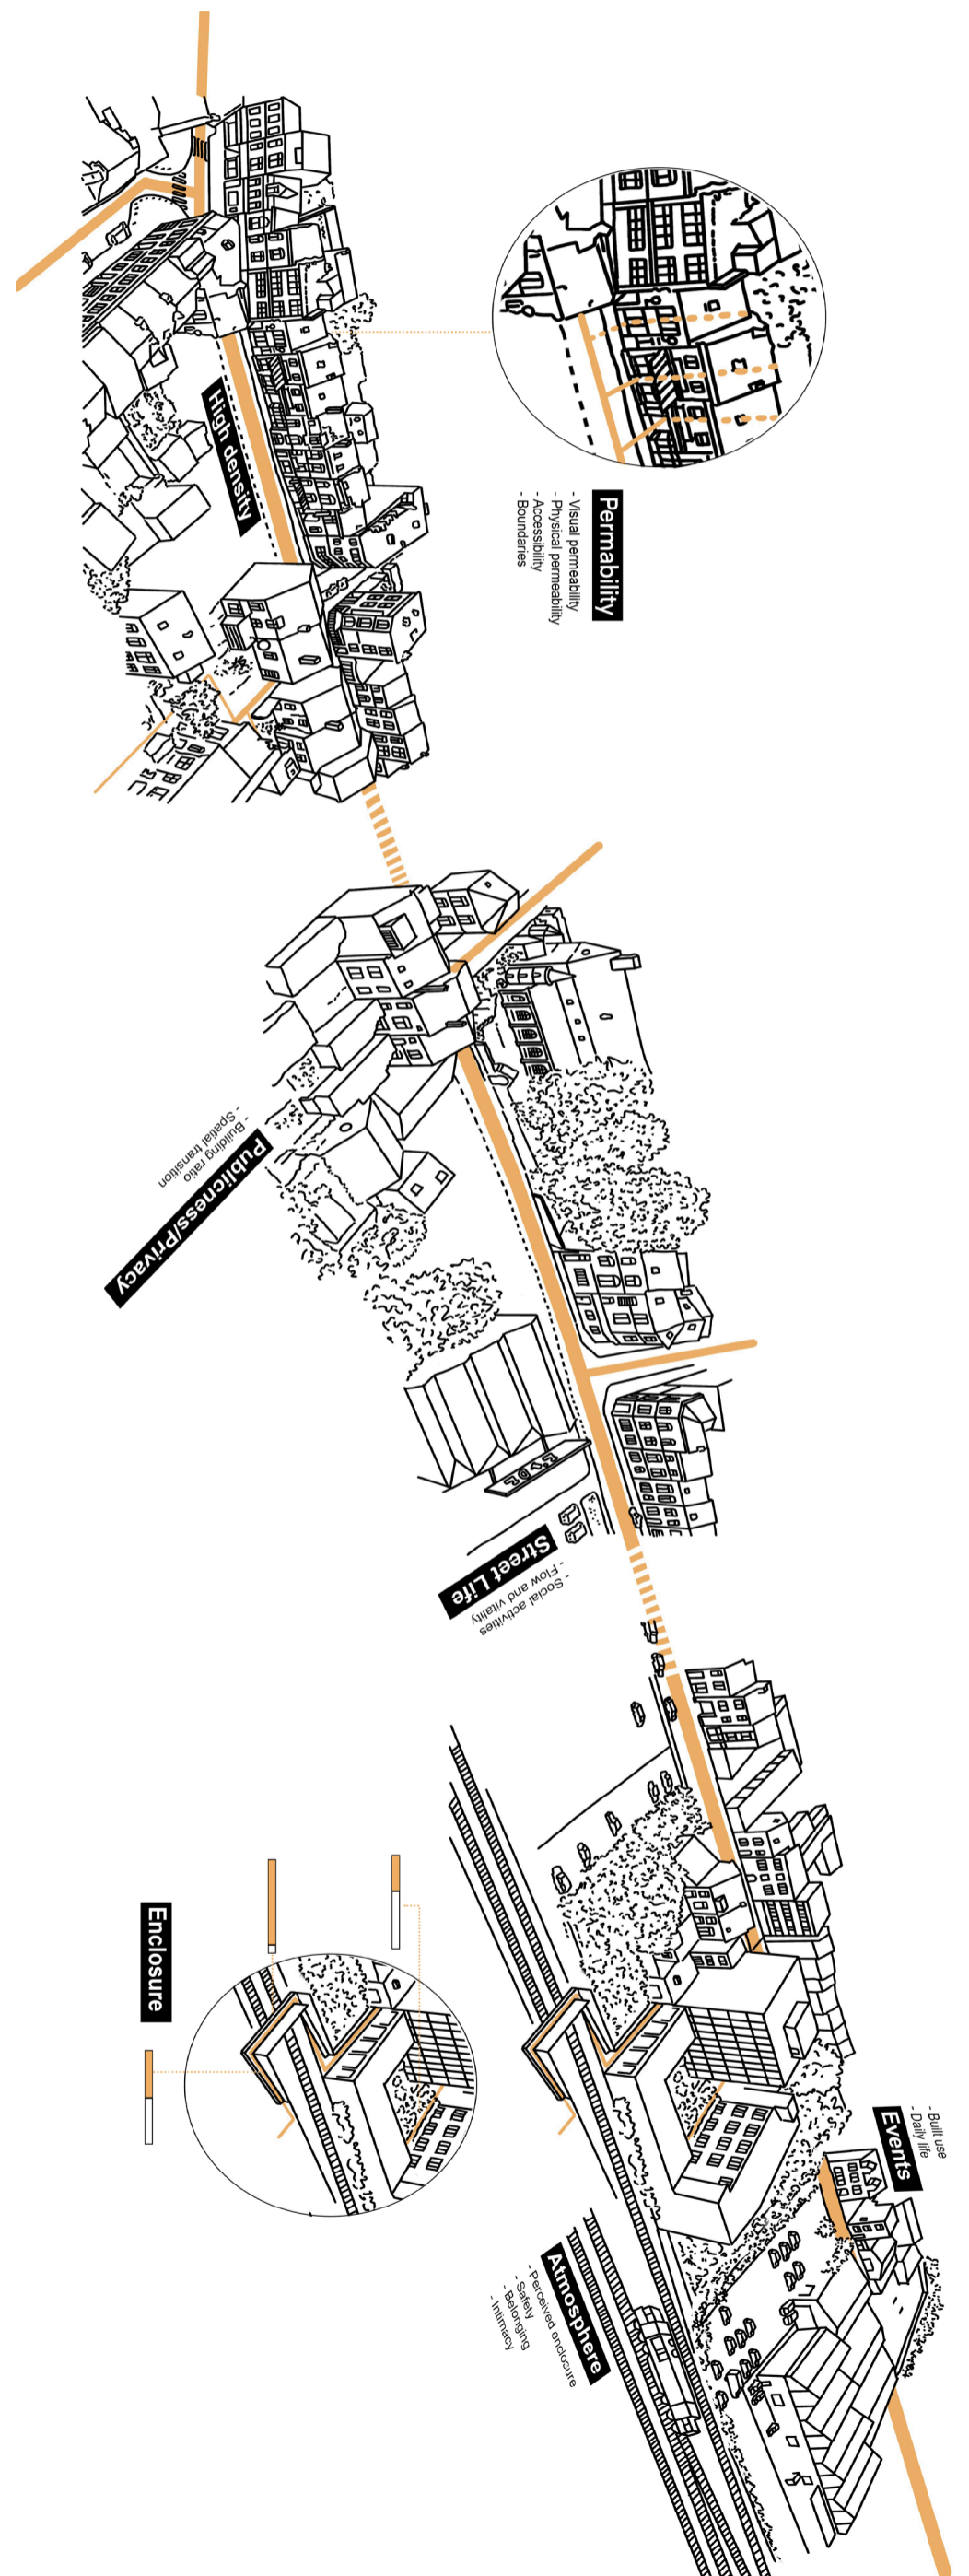 High density
Permability
- Visual permeability
- Physical permeability
- Accessibility
- Boundaries
Publicness/Privacy
- Building ratio
- Spatial transition
Street Life
- Social activities
- Flow and vitality
Enclosure
Events
- Built use
- Daily life
Atmosphere
- Perceived enclosure
- Safety
- Belonging
- Intimacy